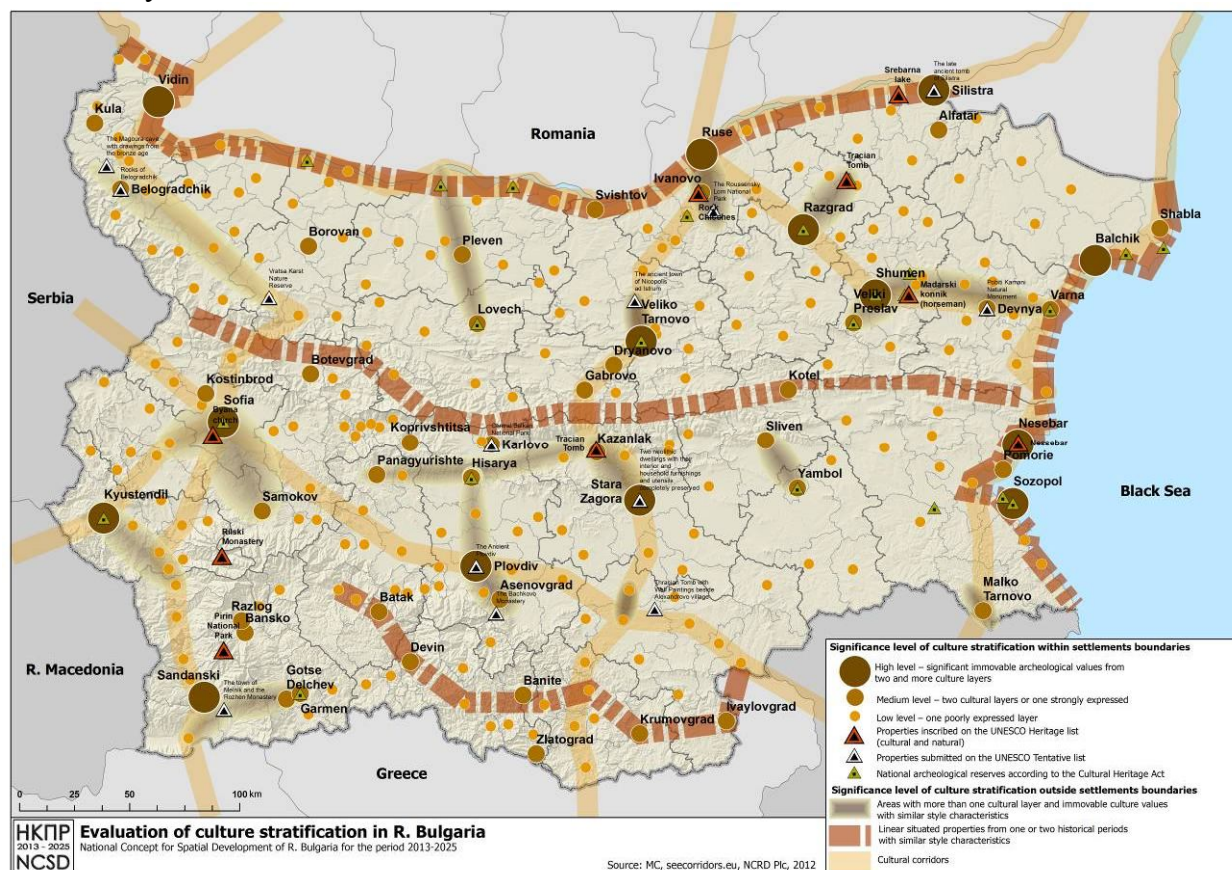 Romania
Serbia
R. Macedonia
Greece
Black Sea
Vidin
Kula
The Magoura cave
with drawings from
the bronze age
Rocks of
Belogradchik
Belogradchik
Borovan
Vratsa Karst
Nature
Reserve
Pleven
Lovech
Svishtov
Ruse
Ivanovo
Rock
The Roussensky
Lom National
Park
Srebarna
lake
The late
ancient tomb
Silistra
Alfatar
Tracian
Tomb
Razgrad
Shumen
Veliki
Preslav
Madarski
konnik
(horseman)
Natural
Monument
Devnya
Varna
Balchik
Shabla
The ancient town
of Nicopolis
ad Istrum
Veliko
Tarnovo
Dryanovo
Gabrovo
Kotel
Botevgrad
Kostinbrod
Sofia
Koprivshtitsa
National Park
Karlovo
Tracian
Tomb
Kazanlak
Sliven
Yambol
Nesebar
Nessebar
Pomorie
Sozopol
Panagyurishte
Hisarya
Two neolithic
dwellings with their
interior and
household furnishings
and utensils
completely preserved
Stara
Zagora
Kyustendil
Samokov
Rilski
Monastery
The Ancient
Plovdiv
Plovdiv
Asenovgrad
The Bachkovo
Monastery
Thracian Tomb with
Wall Paintings beside
Alexandrovo village
Malko
Tarnovo
Razlog
Bansko
Pirin
National
Park
Batak
Devin
Sandanski
The town of
Melnik and the
Rozhen Monastery
Gotse
Delchev
Garmen
Banite
Zlatograd
Krumovgrad
Ivaylovgrad
0 25 50 100 km
Significance level of culture stratification within settlements boundaries
High level – significant immovable archeological values from
two and more culture layers
Medium level – two cultural layers or one strongly expressed
Low level – one poorly expressed layer
Properties inscribed on the UNESCO Heritage list
(cultural and natural)
Properties submitted on the UNESCO Tentative list
National archeological reserves according to the Cultural Heritage Act
Significance level of culture stratification outside settlements boundaries
Areas with more than one cultural layer and immovable culture values
with similar style characteristics
Linear situated properties from one or two historical periods
with similar style characteristics
Cultural corridors
НКПР
2013 - 2025
NCSD
Evaluation of culture stratification in R. Bulgaria
National Concept for Spatial Development of R. Bulgaria for the period 2013-2025
Source: MC, seecorridors.eu, NCRD Plc, 2012